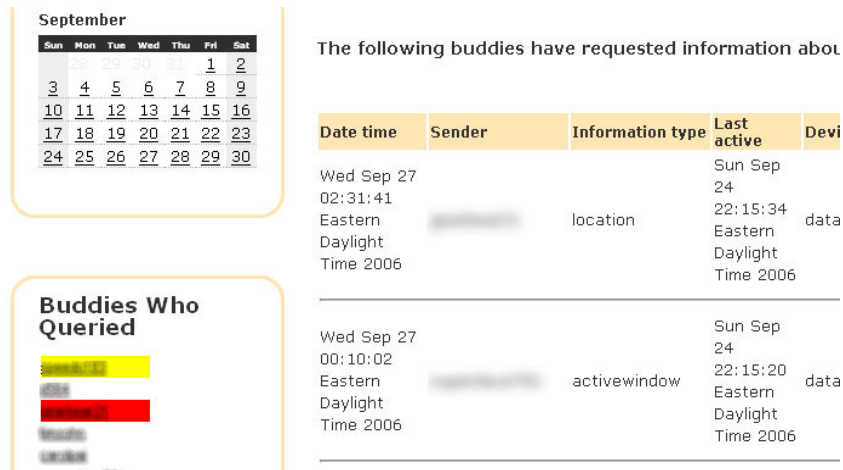 September
Sun Mon Tue Wed Thu Fri Sat
28 29 30 31 1 2
3 4 5 6 7 8 9
10 11 12 13 14 15 16
17 18 19 20 21 22 23
24 25 26 27 28 29 30
Buddies Who
Queried
The following buddies have requested information abou
Date time Sender Information type Last active Devi
Wed Sep 27
02:31:41
Eastern
Daylight
Time 2006
location
Sun Sep
24
22:15:34
Eastern
Daylight
Time 2006
data
Wed Sep 27
00:10:02
Eastern
Daylight
Time 2006
activewindow
Sun Sep
24
22:15:20
Eastern
Daylight
Time 2006
data